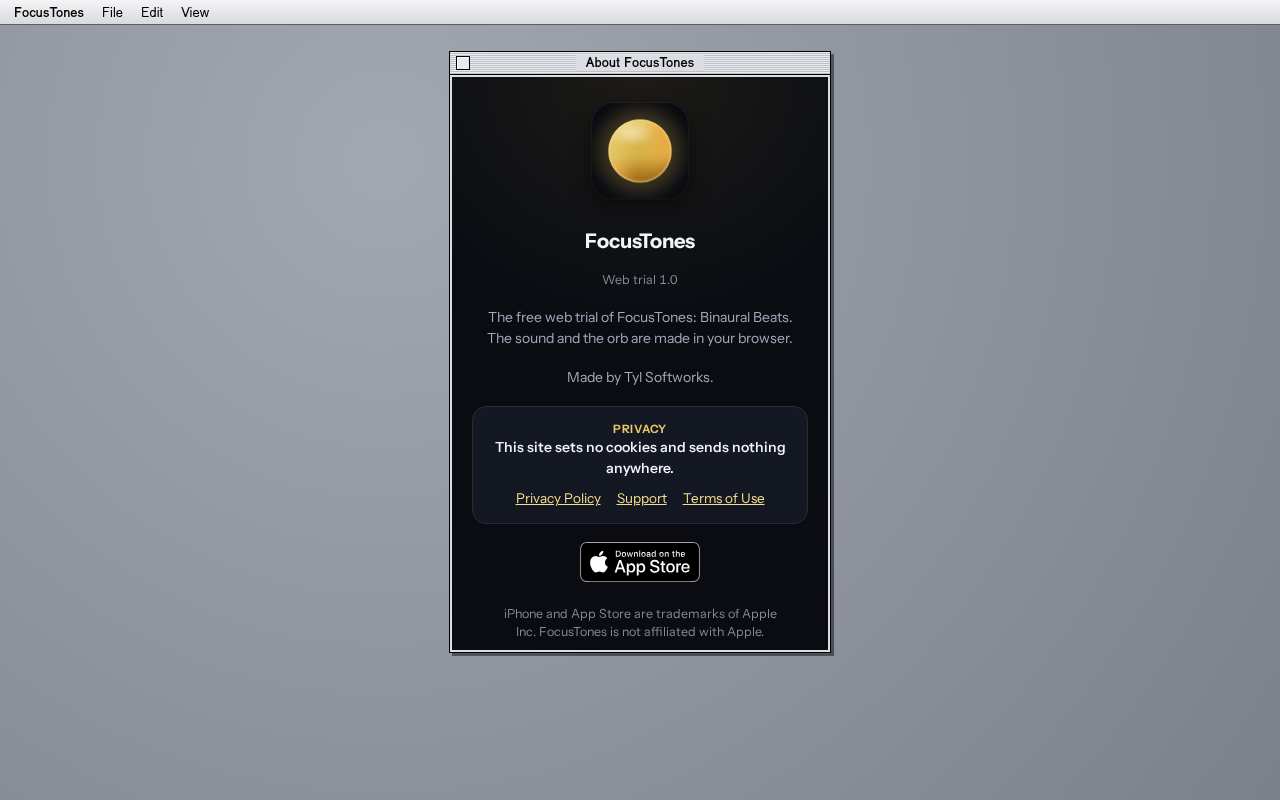 FocusTones File Edit View
About FocusTones
FocusTones
Web trial 1.0
The free web trial of FocusTones: Binaural Beats.
The sound and the orb are made in your browser.
Made by Tyl Softworks.
PRIVACY
This site sets no cookies and sends nothing
anywhere.
Privacy Policy Support Terms of Use
Download on the
App Store
iPhone and App Store are trademarks of Apple
Inc. FocusTones is not affiliated with Apple.